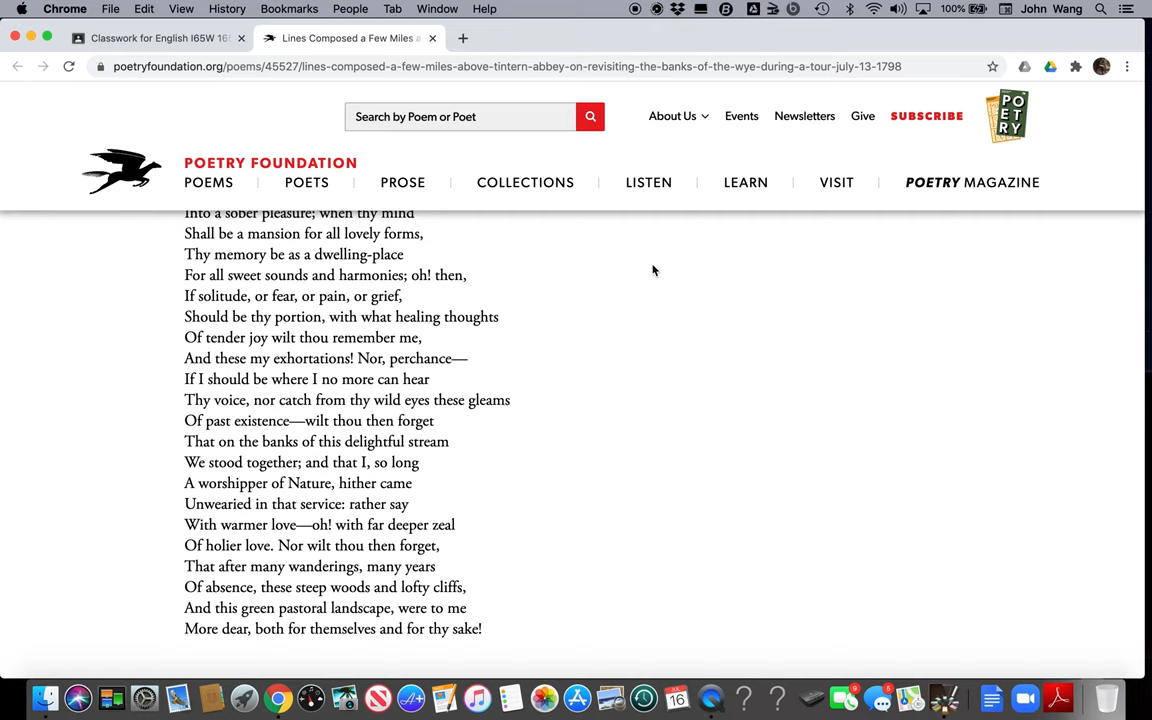 Chrome File Edit View History Bookmarks People Tab Window Help 100% John Wang
Classwork for English I65W 16
Lines Composed a Few Miles a
poetryfoundation.org/poems/45527/lines-composed-a-few-miles-above-tintern-abbey-on-revisiting-the-banks-of-the-wye-during-a-tour-july-13-1798
Search by Poem or Poet
About Us Events Newsletters Give SUBSCRIBE
POETRY
POETRY FOUNDATION
POEMS POETS PROSE COLLECTIONS LISTEN LEARN VISIT POETRY MAGAZINE
Into a sober pleasure; when thy mind
Shall be a mansion for all lovely forms,
Thy memory be as a dwelling-place
For all sweet sounds and harmonies; oh! then,
If solitude, or fear, or pain, or grief,
Should be thy portion, with what healing thoughts
Of tender joy wilt thou remember me,
And these my exhortations! Nor, perchance—
If I should be where I no more can hear
Thy voice, nor catch from thy wild eyes these gleams
Of past existence—wilt thou then forget
That on the banks of this delightful stream
We stood together; and that I, so long
A worshipper of Nature, hither came
Unwearied in that service: rather say
With warmer love—oh! with far deeper zeal
Of holier love. Nor wilt thou then forget,
That after many wanderings, many years
Of absence, these steep woods and lofty cliffs,
And this green pastoral landscape, were to me
More dear, both for themselves and for thy sake!
JUL
16
9
5